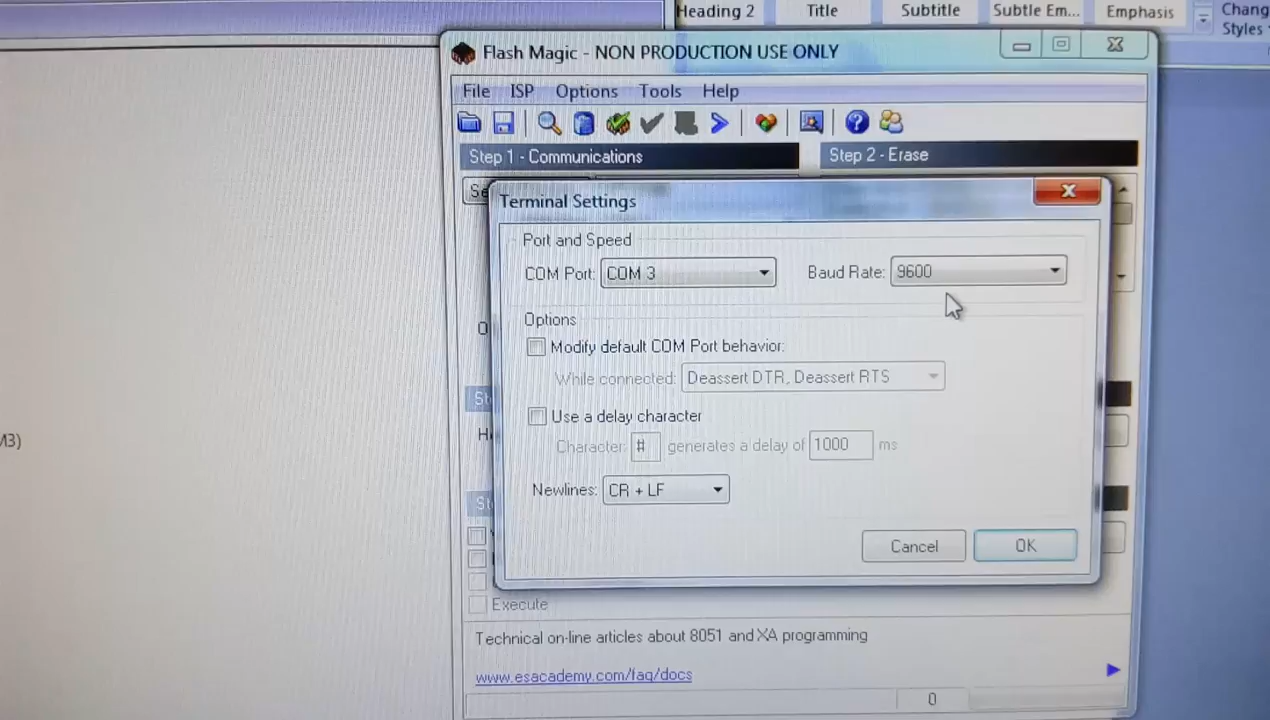 Heading 2 Title Subtitle Subtle Em... Emphasis Chang
Styles
Flash Magic - NON PRODUCTION USE ONLY
File ISP Options Tools Help
Step 1 - Communications Step 2 - Erase
Se
Terminal Settings
Port and Speed
COM Port: COM 3 Baud Rate: 9600
Options
O
Modify default COM Port behavior:
While connected: Deassert DTR, Deassert RTS
St
Use a delay character
M3)
Character: # generates a delay of 1000 ms
Newlines: CR + LF
St
Cancel OK
Execute
Technical on-line articles about 8051 and XA programming
www.esacademy.com/faq/docs
0